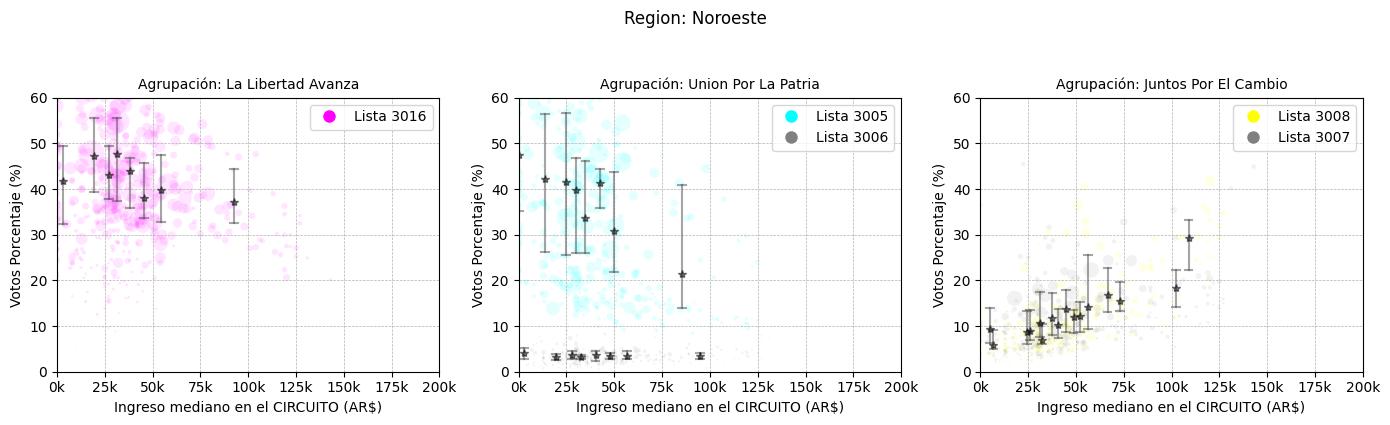 Region: Noroeste
Agrupación: La Libertad Avanza
Lista 3016
60
50
40
30
20
10
0
Votos Porcentaje (%)
0k 25k 50k 75k 100k 125k 150k 175k 200k
Ingreso mediano en el CIRCUITO (AR$)
Agrupación: Union Por La Patria
Lista 3005
Lista 3006
60
50
40
30
20
10
0
Votos Porcentaje (%)
0k 25k 50k 75k 100k 125k 150k 175k 200k
Ingreso mediano en el CIRCUITO (AR$)
Agrupación: Juntos Por El Cambio
Lista 3008
Lista 3007
60
50
40
30
20
10
0
Votos Porcentaje (%)
0k 25k 50k 75k 100k 125k 150k 175k 200k
Ingreso mediano en el CIRCUITO (AR$)